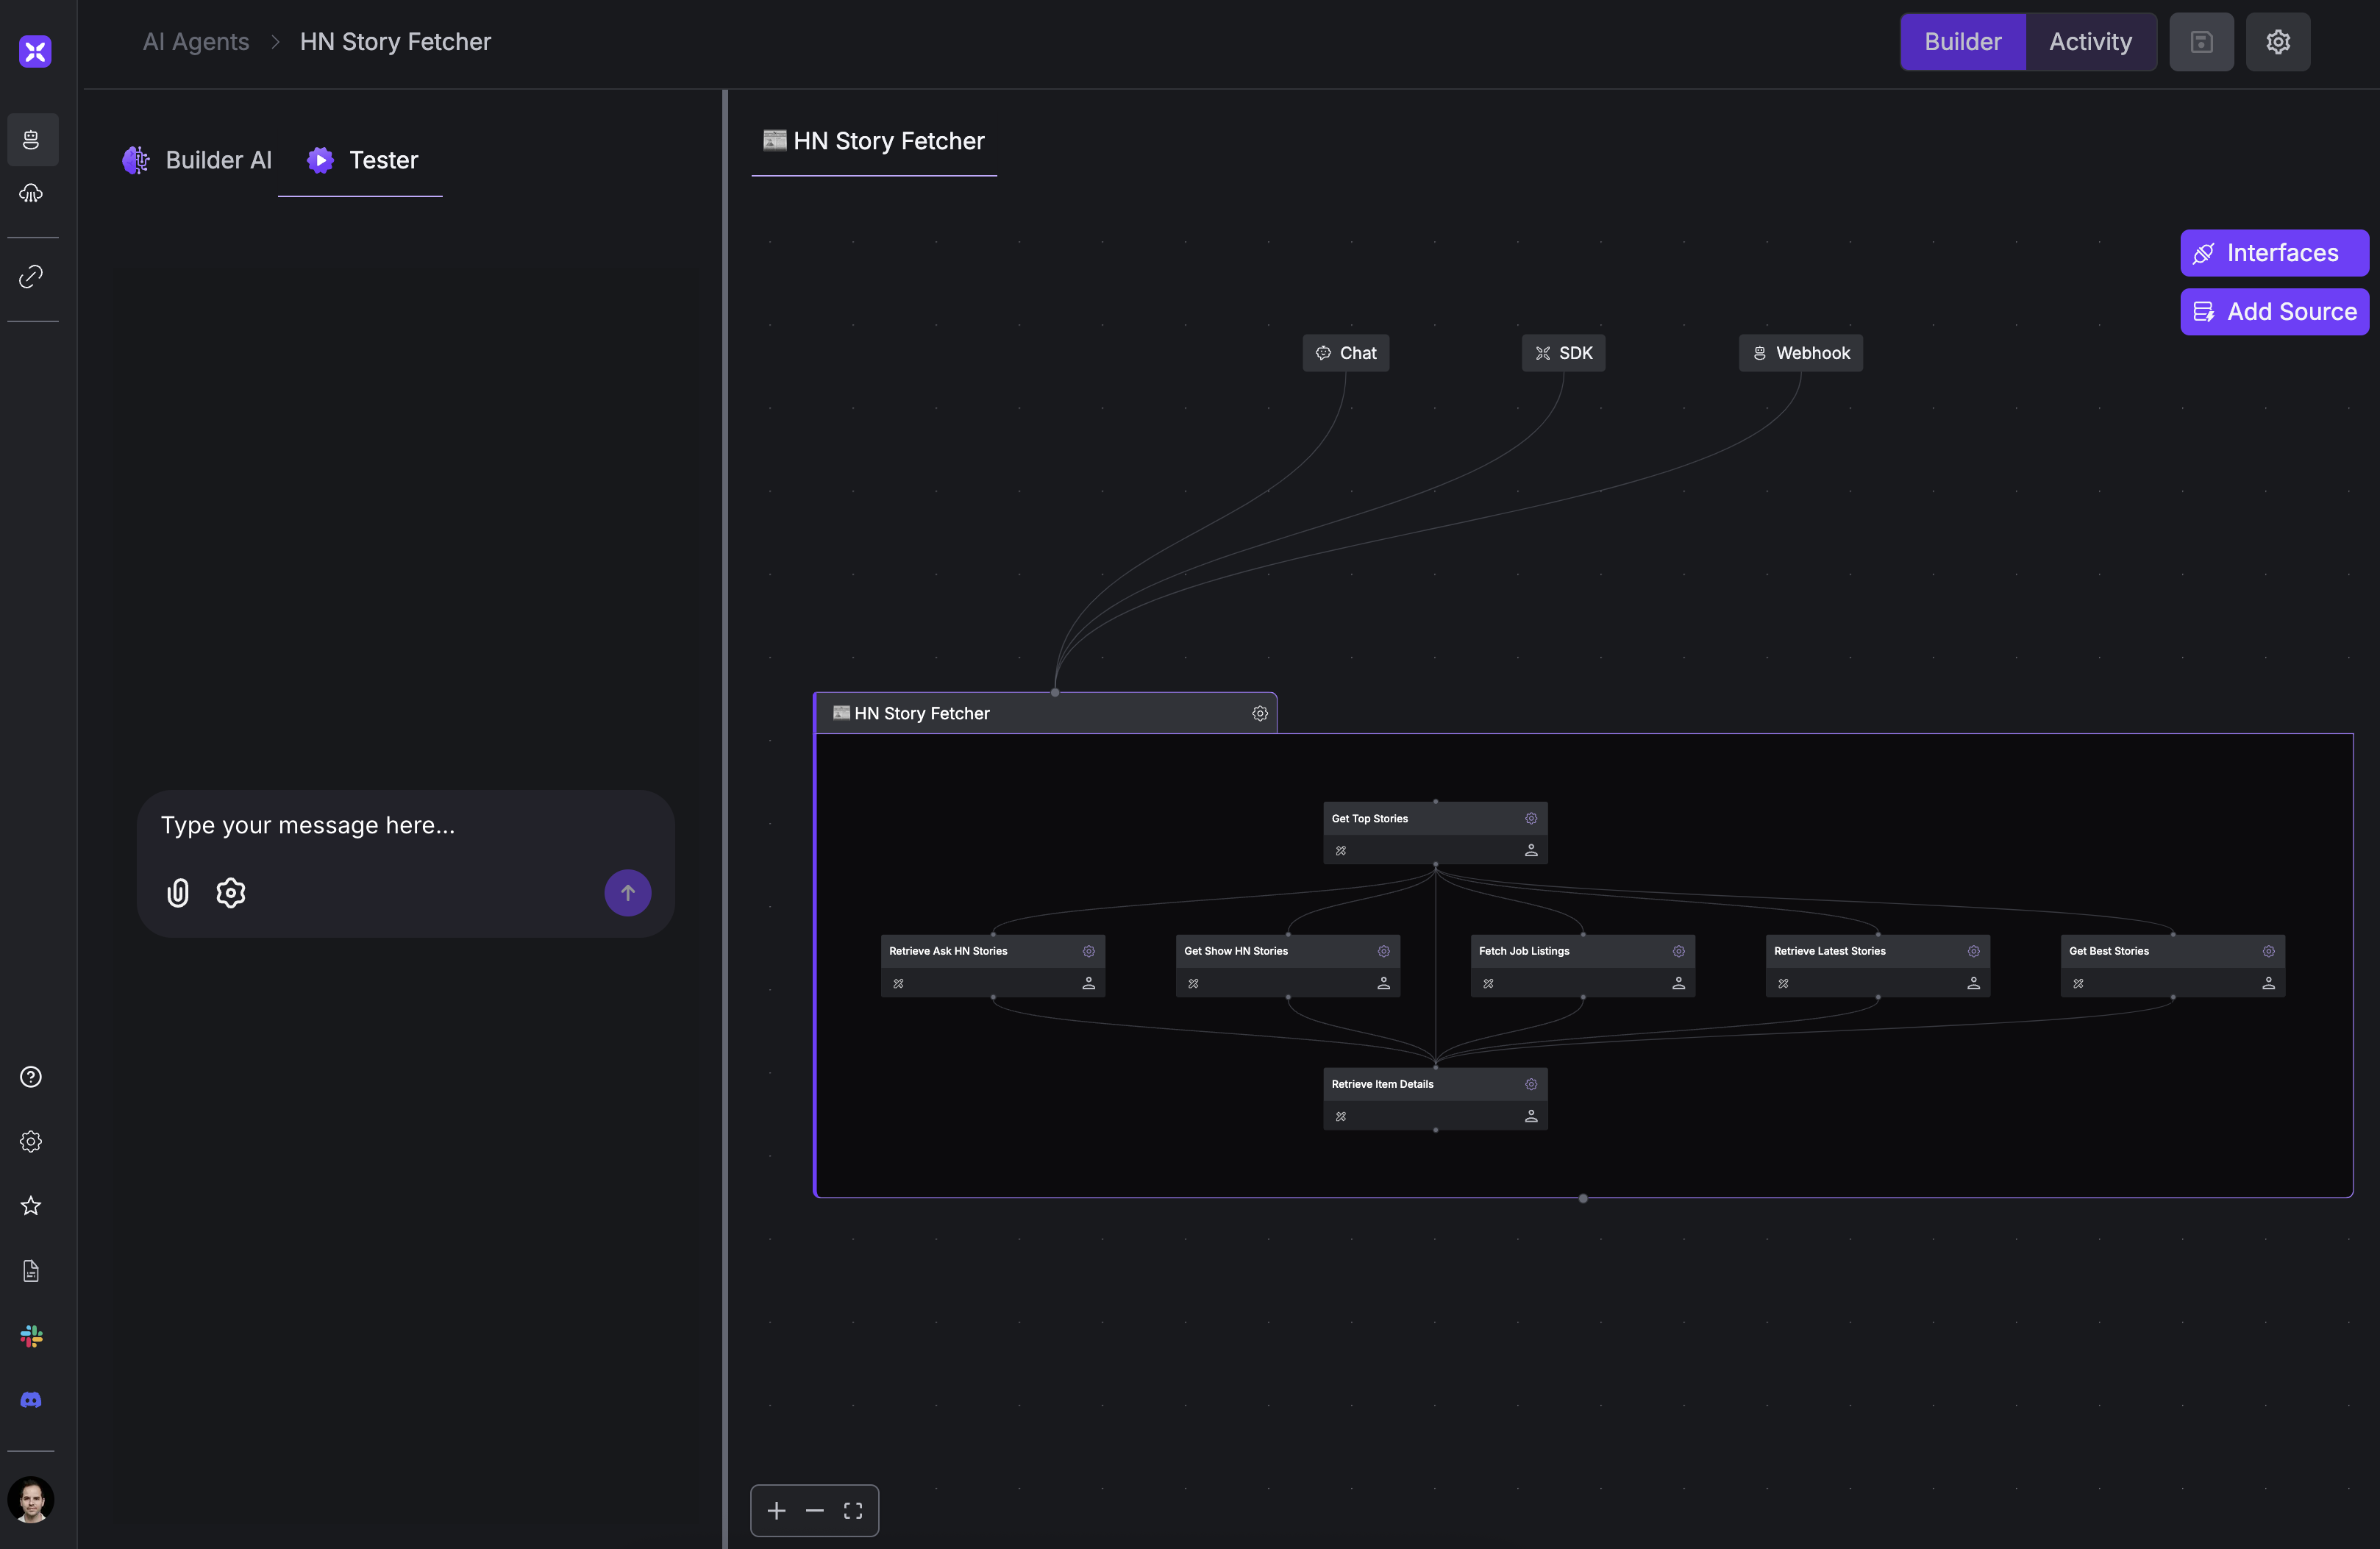 AI Agents > HN Story Fetcher
Builder
Activity
Builder AI
Tester
Type your message here...
HN Story Fetcher
Interfaces
Add Source
Chat
SDK
Webhook
HN Story Fetcher
Get Top Stories
Retrieve Ask HN Stories
Get Show HN Stories
Fetch Job Listings
Retrieve Latest Stories
Get Best Stories
Retrieve Item Details